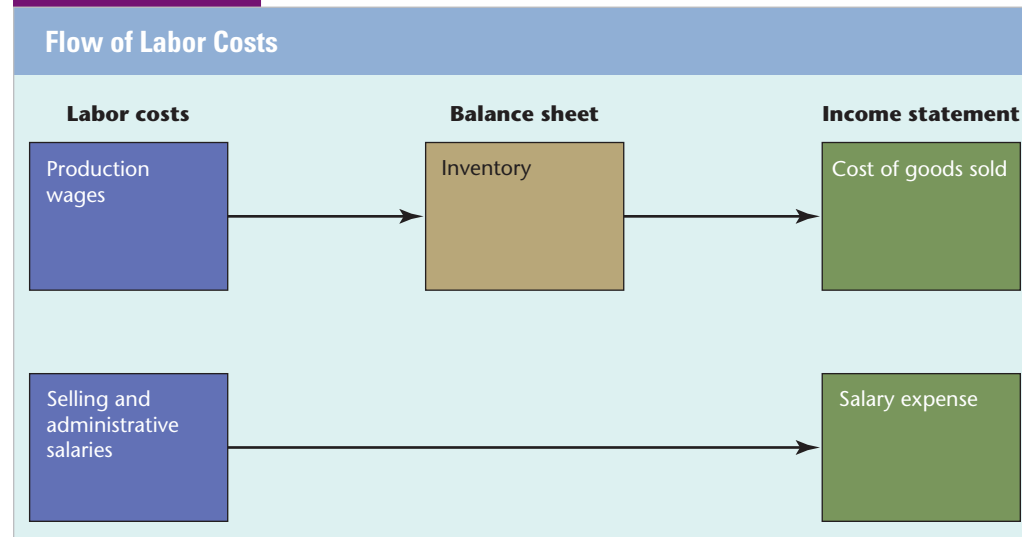 Flow of Labor Costs
Labor costs
Balance sheet
Income statement
Production
wages
Inventory
Cost of goods sold
Selling and
administrative
salaries
Salary expense